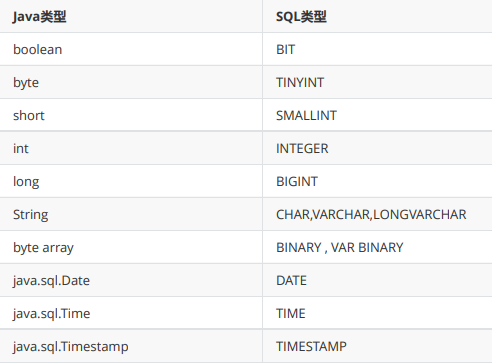 Java类型 SQL类型
boolean BIT
byte TINYINT
short SMALLINT
int INTEGER
long BIGINT
String CHAR,VARCHAR,LONGVARCHAR
byte array BINARY , VAR BINARY
java.sql.Date DATE
java.sql.Time TIME
java.sql.Timestamp TIMESTAMP